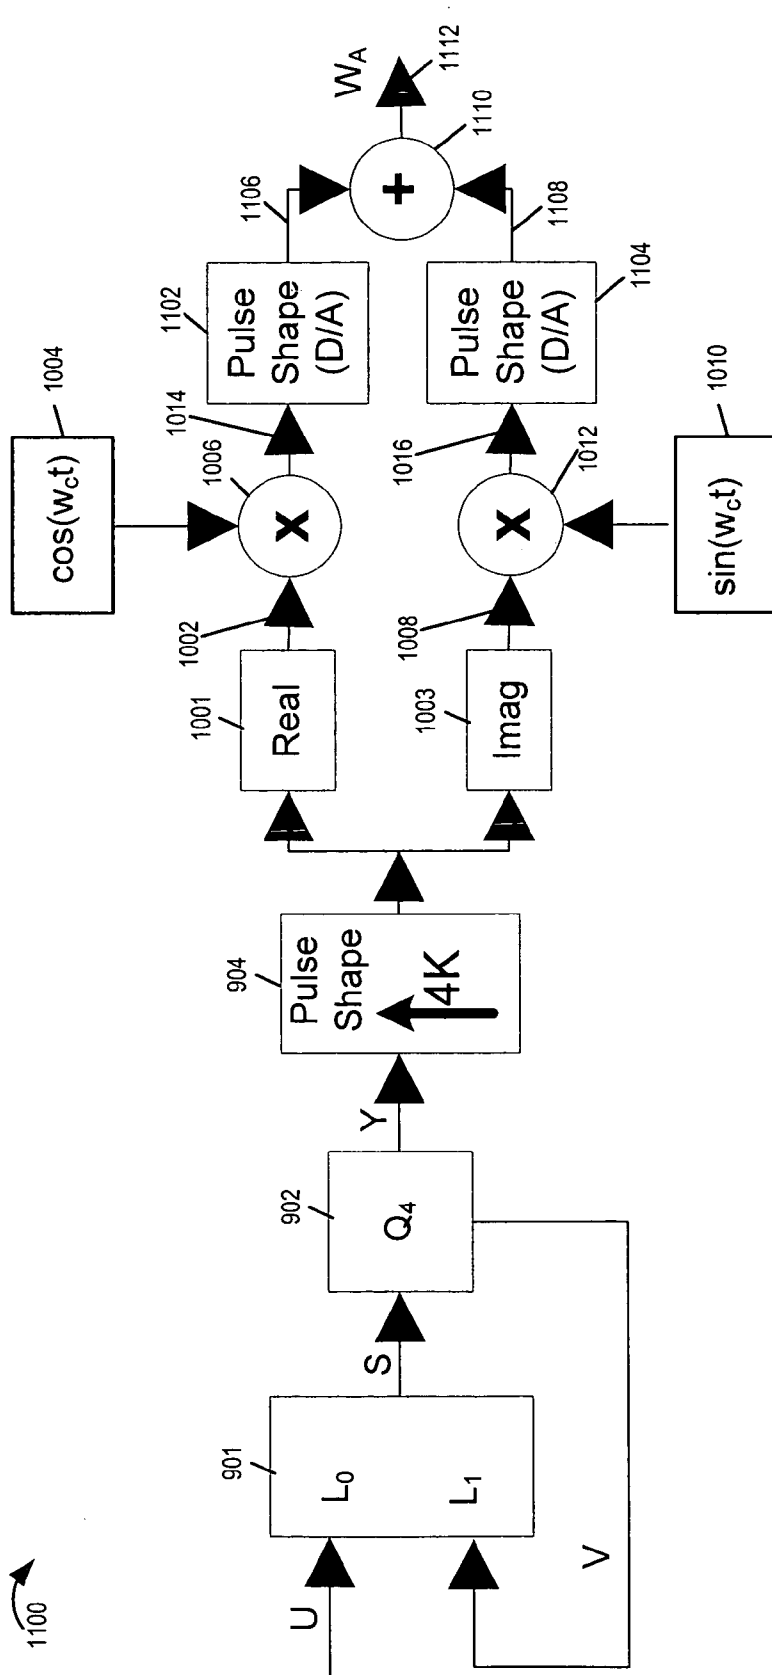 1100
U
901
L0
L1
S
902
Q4
Y
V
904
Pulse
Shape
4K
1001
Real
1002
1006
X
1004
cos(wct)
1014
1102
Pulse
Shape
(D/A)
1106
1003
Imag
1008
1012
X
1010
sin(wct)
1016
1104
Pulse
Shape
(D/A)
1108
+
1110
WA
1112